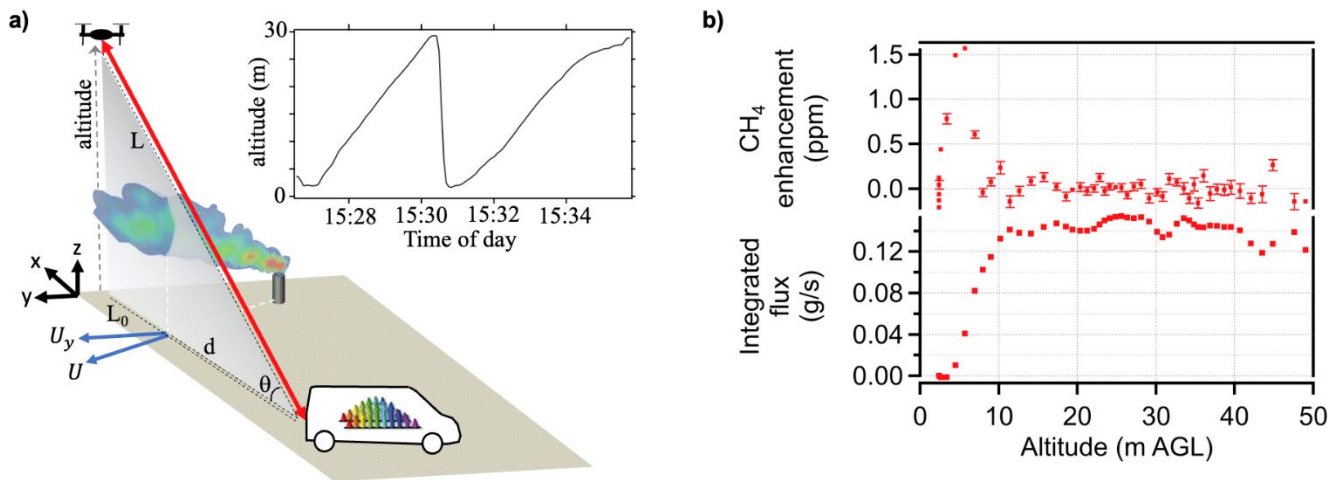 a)
altitude
L
x
z
y
L₀
U_y
U
d
θ
30
altitude (m)
0
15:28 15:30 15:32 15:34
Time of day
b)
CH₄
enhancement
(ppm)
1.5
1.0
0.5
0.0
Integrated
flux
(g/s)
0.12
0.08
0.04
0.00
0 10 20 30 40 50
Altitude (m AGL)